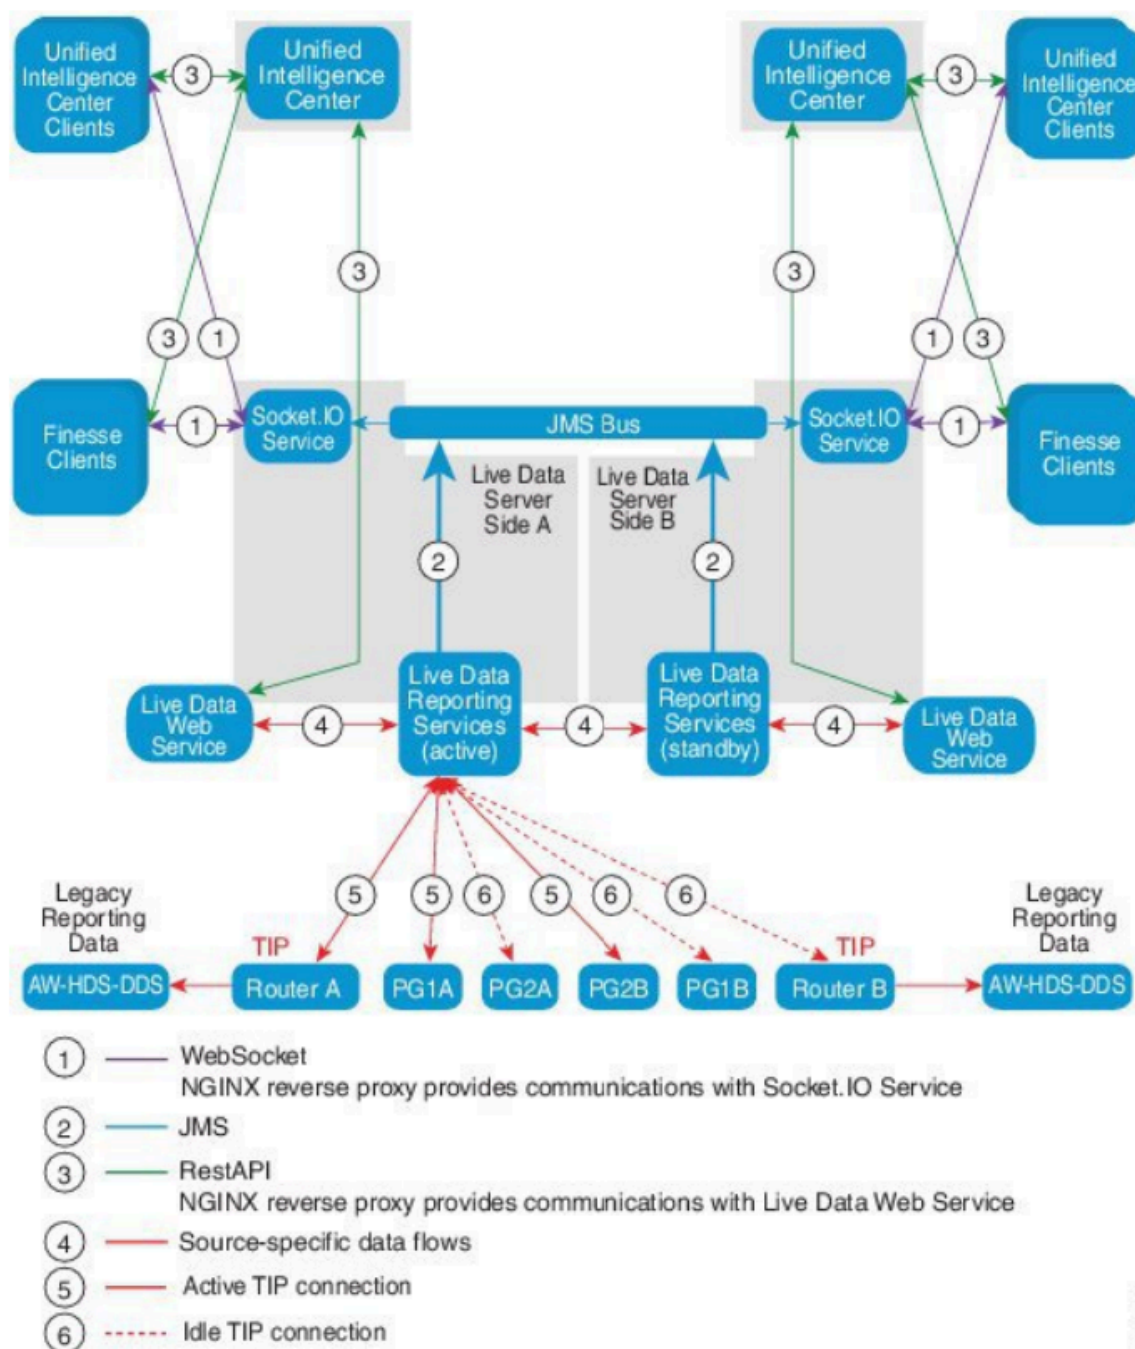 Unified
Intelligence
Center
Clients
3
Unified
Intelligence
Center
Unified
Intelligence
Center
3
Unified
Intelligence
Center
Clients
3
3
3
1
1
3
Finesse
Clients
1
Socket.IO
Service
JMS Bus
Socket.IO
Service
1
Finesse
Clients
Live Data
Server
Side A
Live Data
Server
Side B
2
2
Live Data
Web
Service
4
Live Data
Reporting
Services
(active)
4
Live Data
Reporting
Services
(standby)
4
Live Data
Web
Service
5
5
6
5
6
6
Legacy
Reporting
Data
TIP
TIP
Legacy
Reporting
Data
AW-HDS-DDS
Router A
PG1A
PG2A
PG2B
PG1B
Router B
AW-HDS-DDS
1 WebSocket
NGINX reverse proxy provides communications with Socket.IO Service
2 JMS
3 RestAPI
NGINX reverse proxy provides communications with Live Data Web Service
4 Source-specific data flows
5 Active TIP connection
6 Idle TIP connection